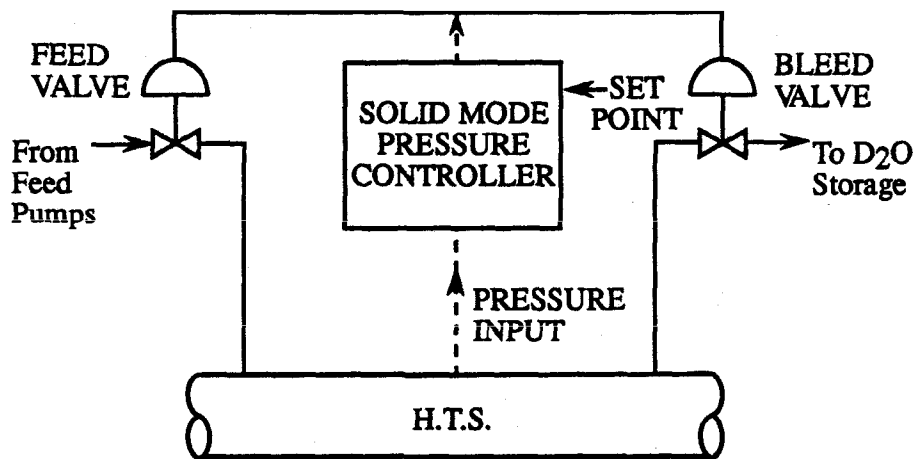 FEED
VALVE
From
Feed
Pumps
SOLID MODE
PRESSURE
CONTROLLER
SET
POINT
BLEED
VALVE
To D2O
Storage
PRESSURE
INPUT
H.T.S.